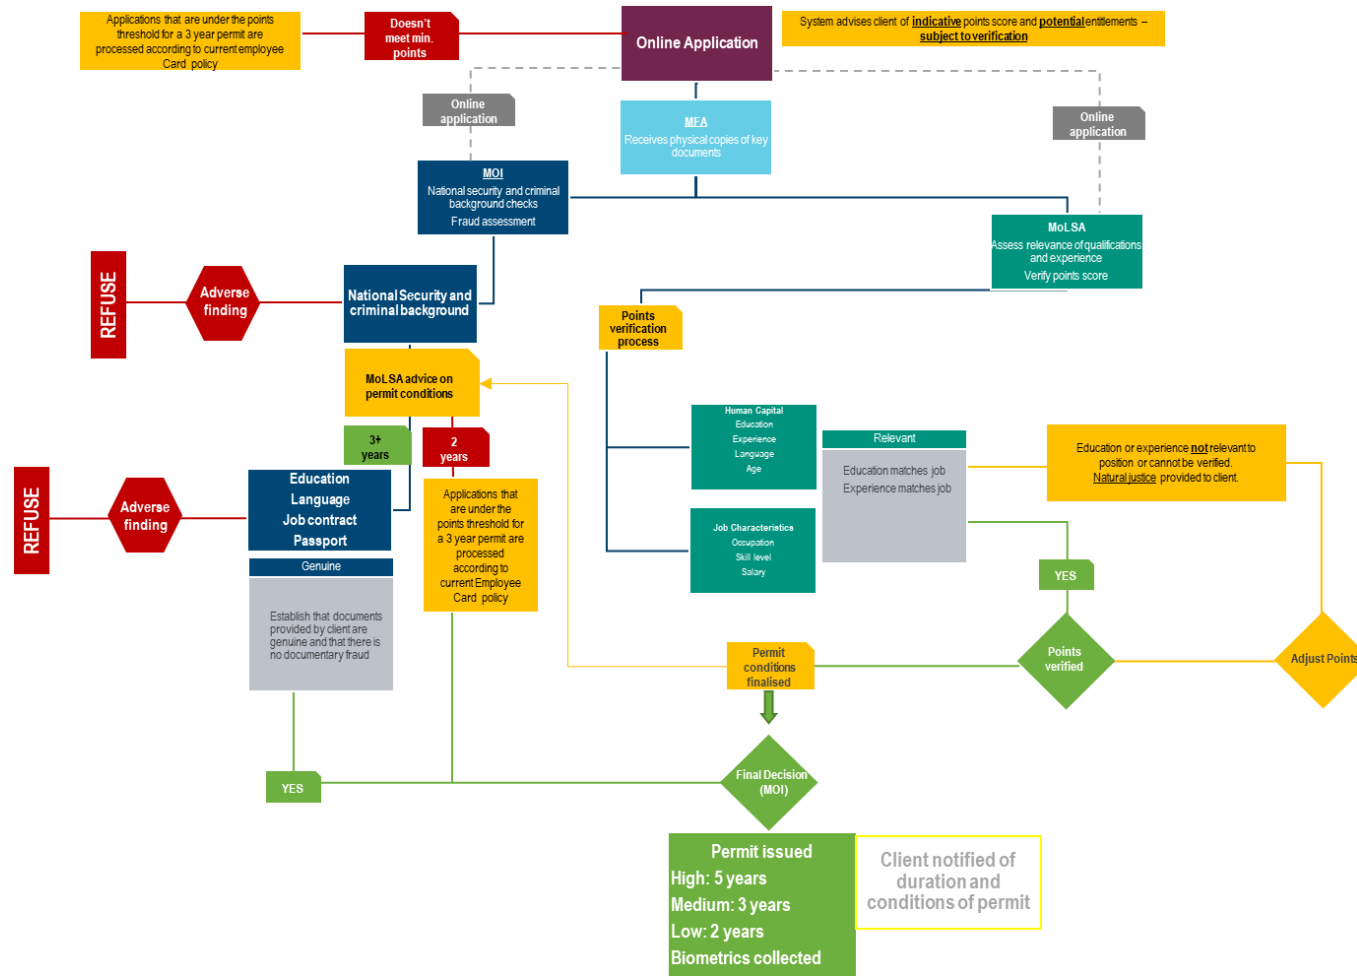 Applications that are under the points
threshold for a 3 year permit are
processed according to current employee
Card policy
Doesn't
meet min.
points
Online Application
System advises client of indicative points score and potential entitlements –
subject to verification
Online
application
MFA
Receives physical copies of key
documents
Online
application
MOI
National security and criminal
background checks
Fraud assessment
MoLSA
Assess relevance of qualifications
and experience
Verify points score
REFUSE
Adverse
finding
National Security and
criminal background
Points
verification
process
MoLSA advice on
permit conditions
3+
years
2
years
Human Capital
Education
Experience
Language
Age
Relevant
Education matches job
Experience matches job
Education or experience not relevant to
position or cannot be verified.
Natural justice provided to client.
REFUSE
Adverse
finding
Education
Language
Job contract
Passport
Genuine
Establish that documents
provided by client are
genuine and that there is
no documentary fraud
Applications that
are under the
points threshold for
a 3 year permit are
processed
according to
current Employee
Card policy
Job Characteristics
Occupation
Skill level
Salary
YES
Points
verified
Adjust Points
Permit
conditions
finalised
YES
Final Decision
(MOI)
Permit issued
High: 5 years
Medium: 3 years
Low: 2 years
Biometrics collected
Client notified of
duration and
conditions of permit